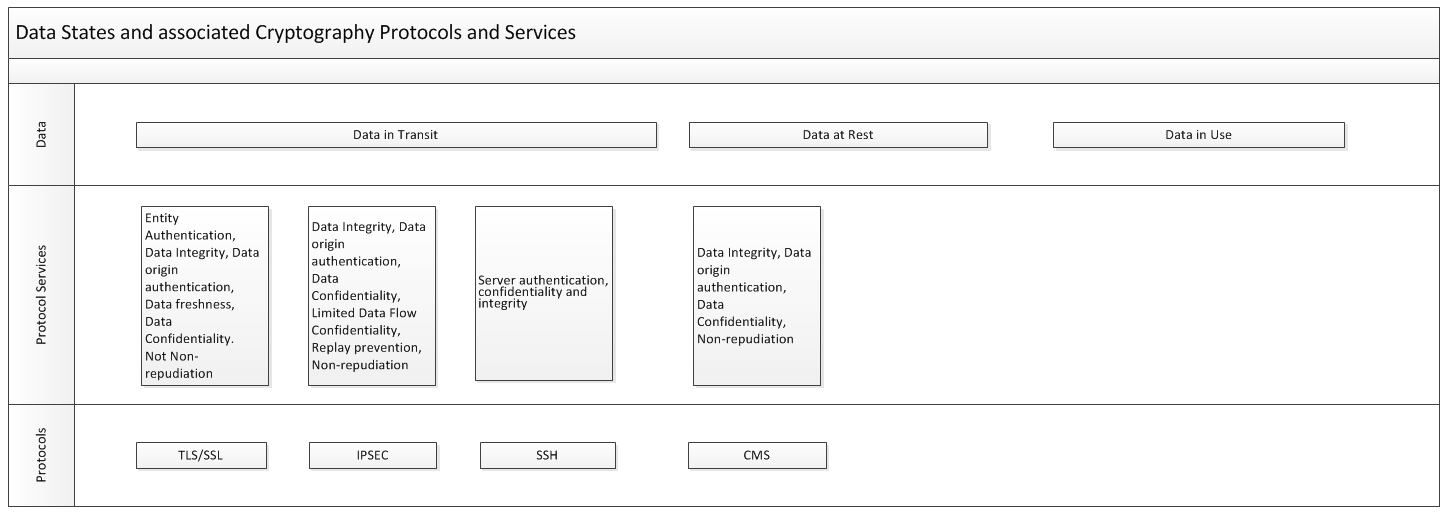 Data States and associated Cryptography Protocols and Services
Data
Data in Transit
Data at Rest
Data in Use
Protocol Services
Entity
Authentication,
Data Integrity, Data
origin
authentication,
Data freshness,
Data
Confidentiality.
Not Non-
repudiation
Data Integrity, Data
origin
authentication,
Data
Confidentiality,
Limited Data Flow
Confidentiality,
Replay prevention,
Non-repudiation
Server authentication,
confidentiality and
integrity
Data Integrity, Data
origin
authentication,
Data
Confidentiality,
Non-repudiation
Protocols
TLS/SSL
IPSEC
SSH
CMS